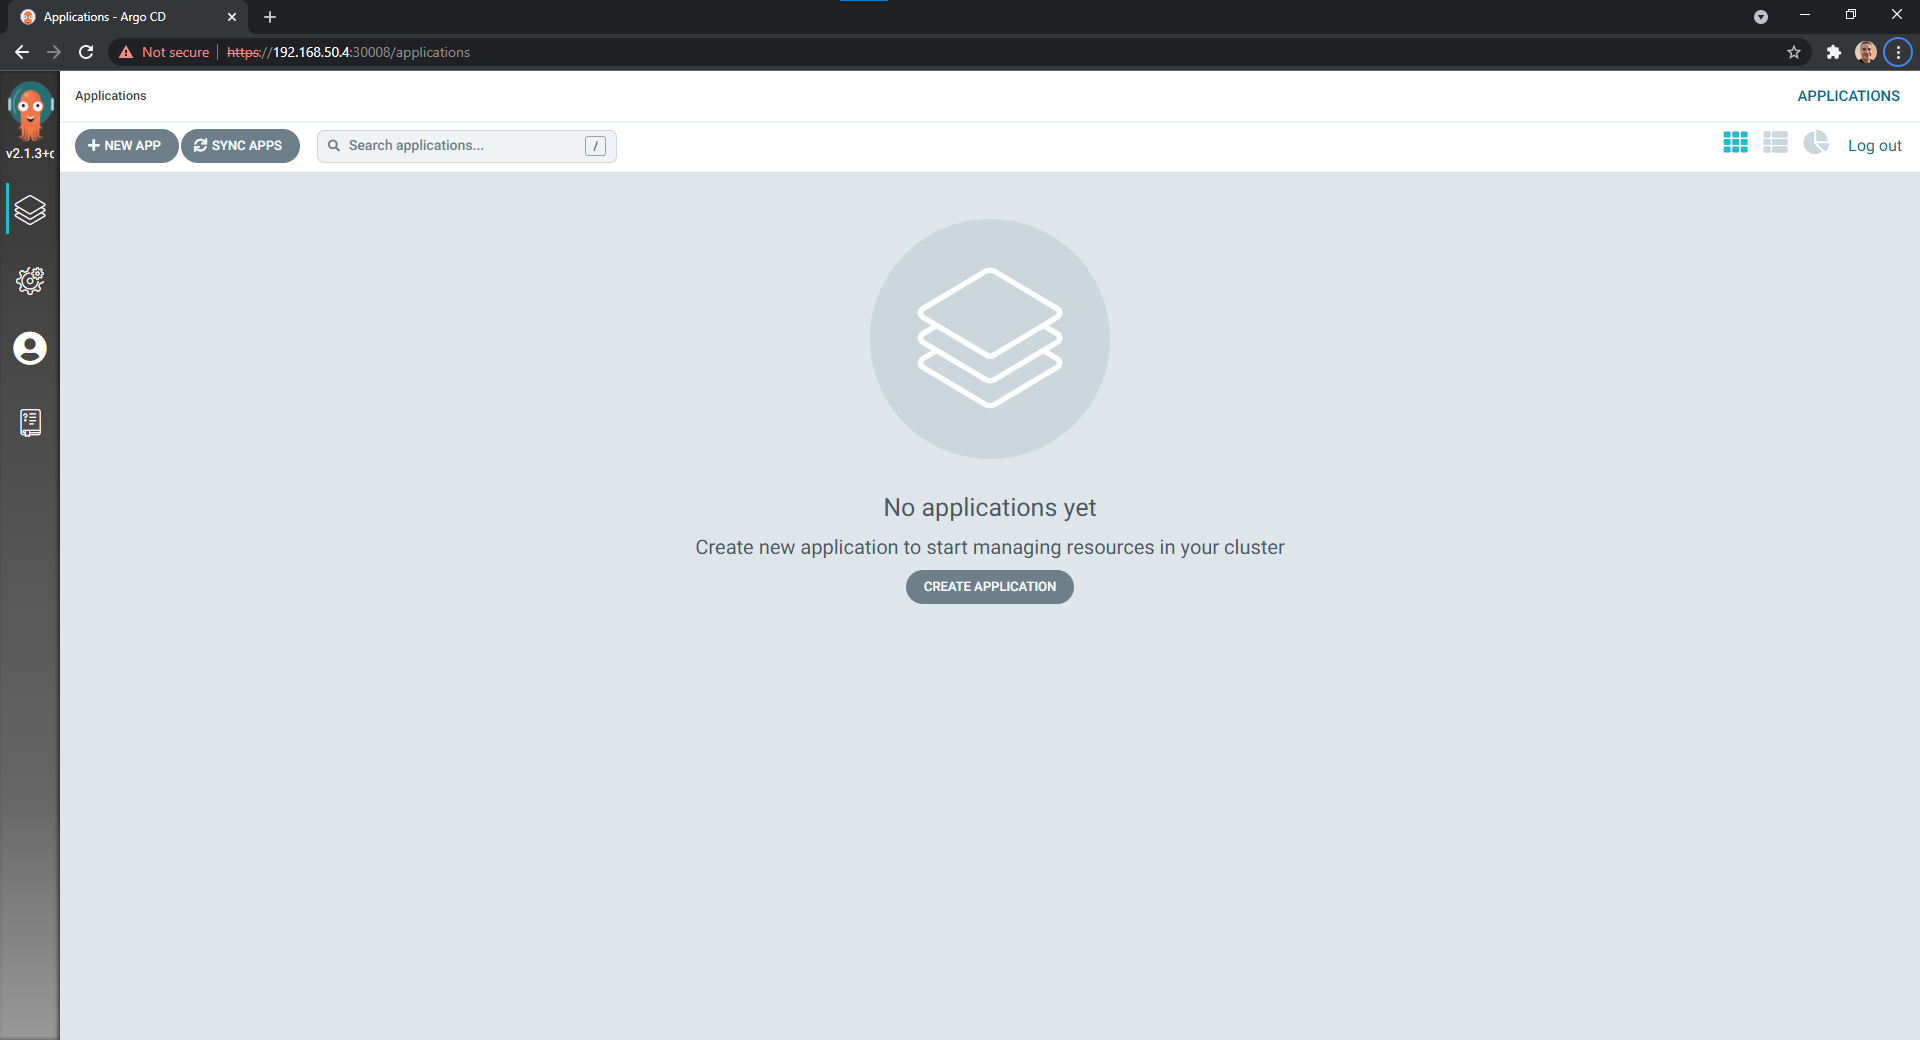 Applications - Argo CD
Not secure https://192.168.50.4:30008/applications
Applications
APPLICATIONS
NEW APP
SYNC APPS
Search applications...
/
Log out
v2.1.3+c
No applications yet
Create new application to start managing resources in your cluster
CREATE APPLICATION